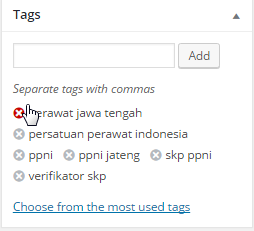 Tags
Add
Separate tags with commas
erawat jawa tengah
persatuan perawat indonesia
ppni ppni jateng skp ppni
verifikator skp
Choose from the most used tags